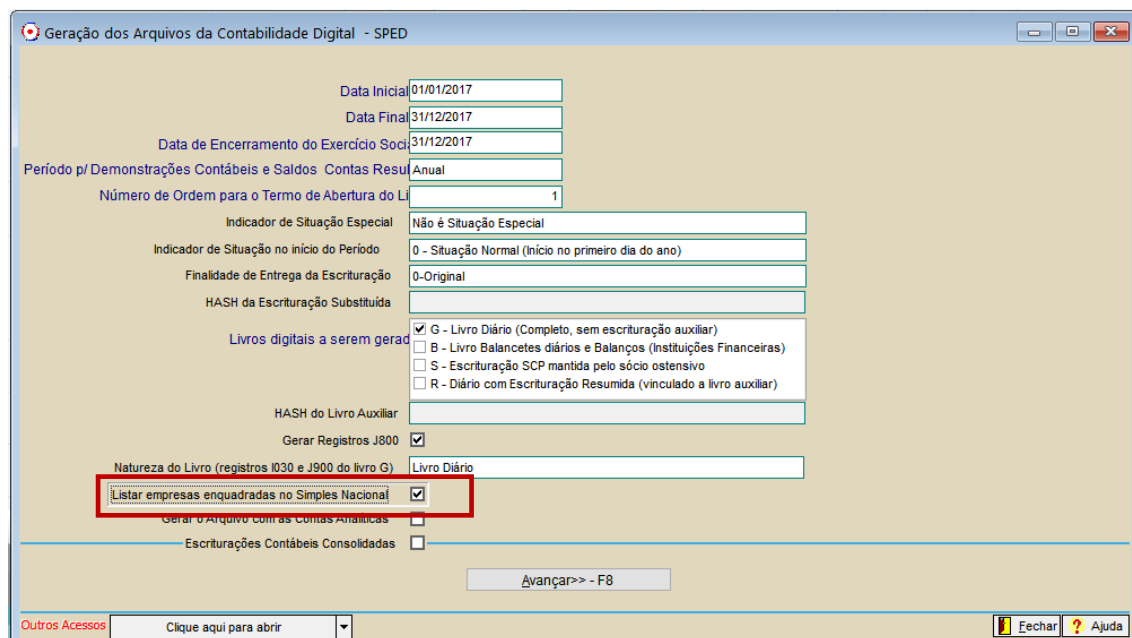 Geração dos Arquivos da Contabilidade Digital - SPED
Data Inicial 01/01/2017
Data Final 31/12/2017
Data de Encerramento do Exercício Soci 31/12/2017
Período p/ Demonstrações Contábeis e Saldos Contas Resul Anual
Número de Ordem para o Termo de Abertura do Li 1
Indicador de Situação Especial Não é Situação Especial
Indicador de Situação no início do Período 0 - Situação Normal (Início no primeiro dia do ano)
Finalidade de Entrega da Escrituração 0-Original
HASH da Escrituração Substituída
Livros digitais a serem gerad
G - Livro Diário (Completo, sem escrituração auxiliar)
B - Livro Balancetes diários e Balanços (Instituições Financeiras)
S - Escrituração SCP mantida pelo sócio ostensivo
R - Diário com Escrituração Resumida (vinculado a livro auxiliar)
HASH do Livro Auxiliar
Gerar Registros J800
Natureza do Livro (registros I030 e J900 do livro G) Livro Diário
Listar empresas enquadradas no Simples Nacional
Gerar o Arquivo com as Contas Analíticas
Escriturações Contábeis Consolidadas
Avançar>> - F8
Outros Acessos Clique aqui para abrir Fechar ? Ajuda